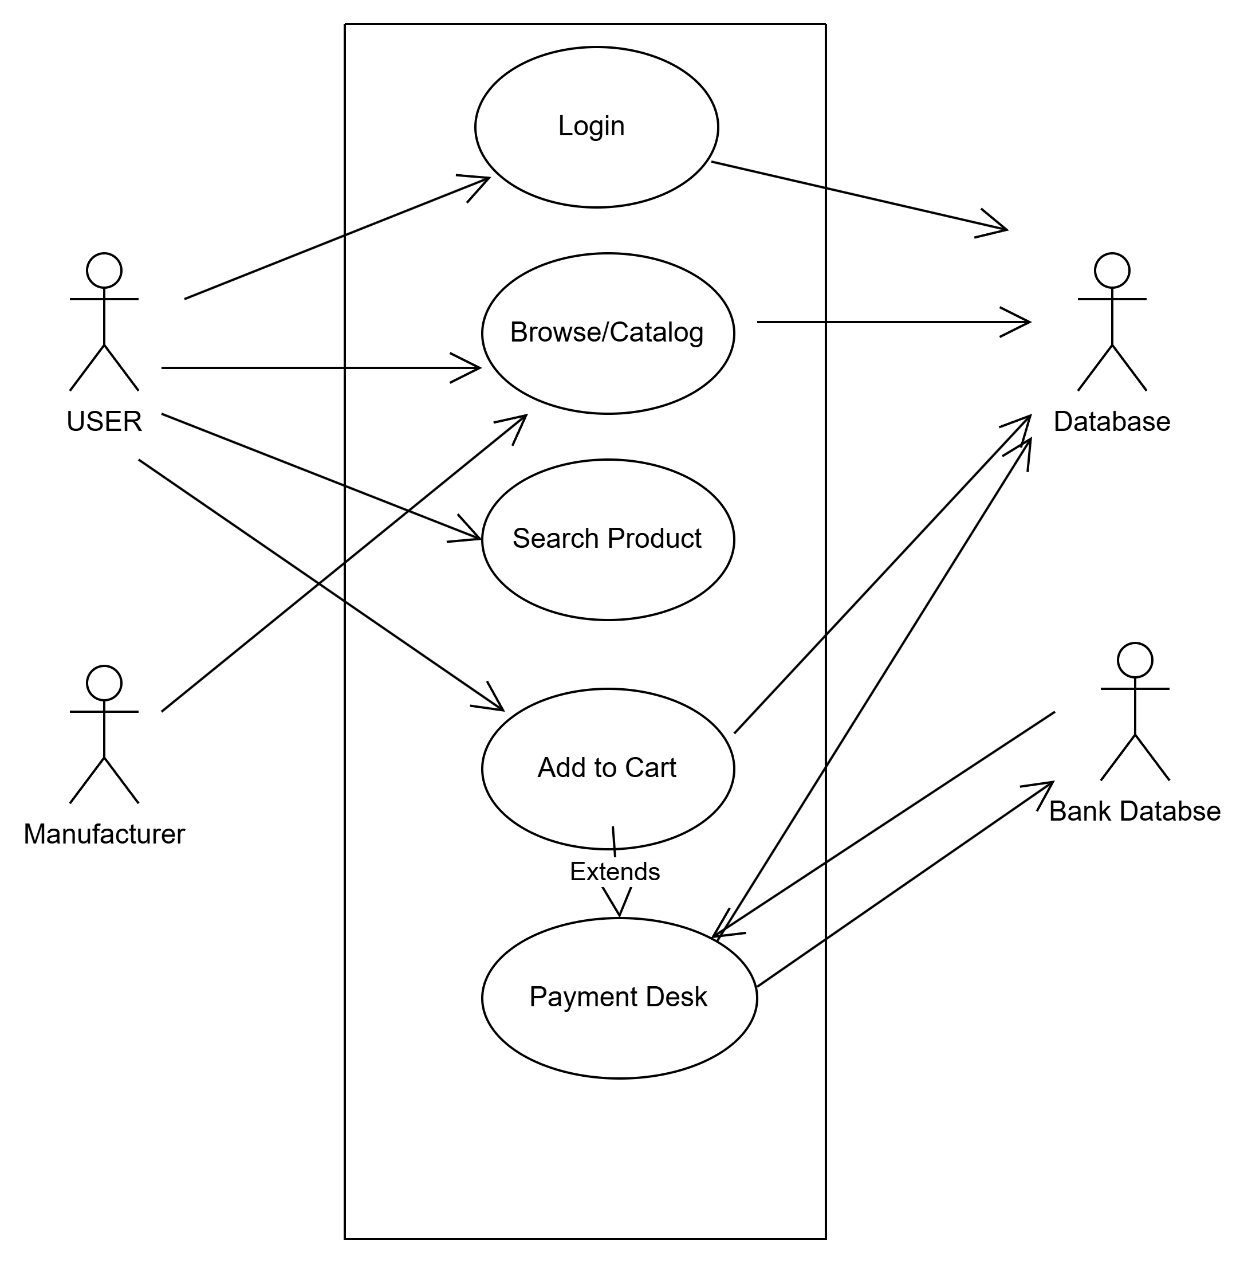 Login
Browse/Catalog
USER
Database
Search Product
Add to Cart
Bank Databse
Manufacturer
Extends
Payment Desk